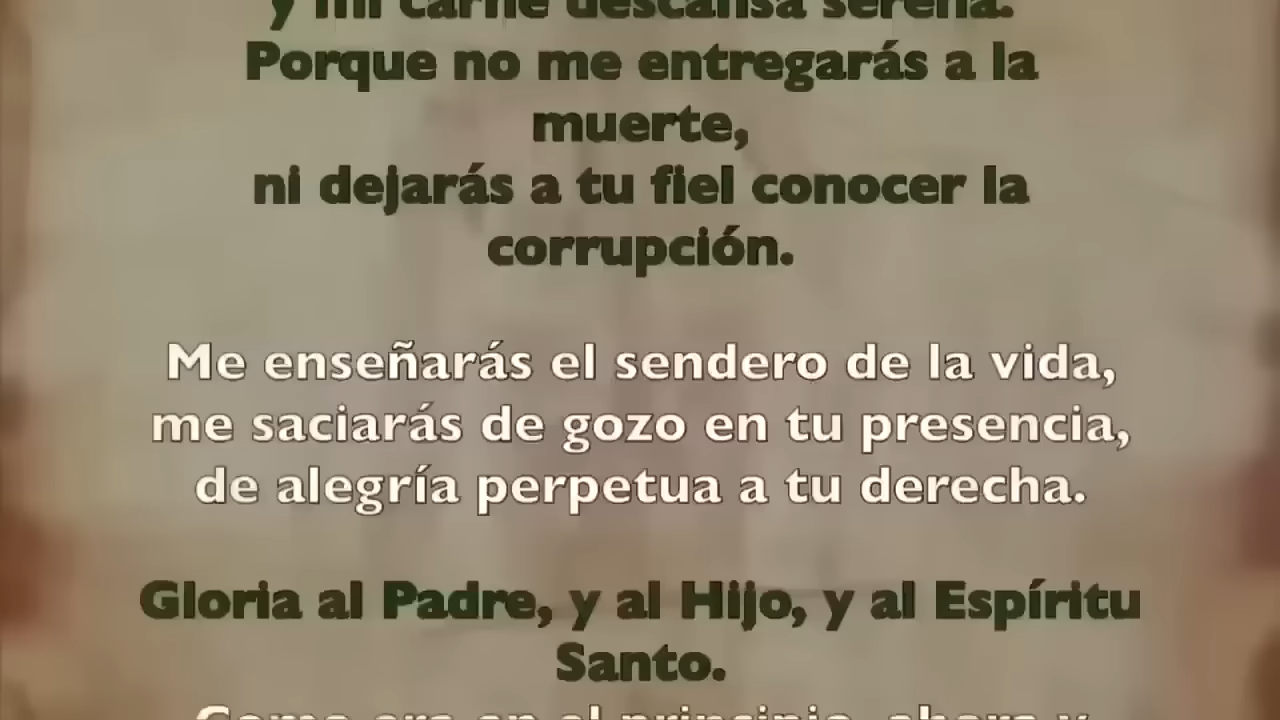 y mi carne descansa serena.
Porque no me entregarás a la
muerte,
ni dejarás a tu fiel conocer la
corrupción.
Me enseñarás el sendero de la vida,
me saciarás de gozo en tu presencia,
de alegría perpetua a tu derecha.
Gloria al Padre, y al Hijo, y al Espíritu
Santo.
Como era en el principio, ahora y